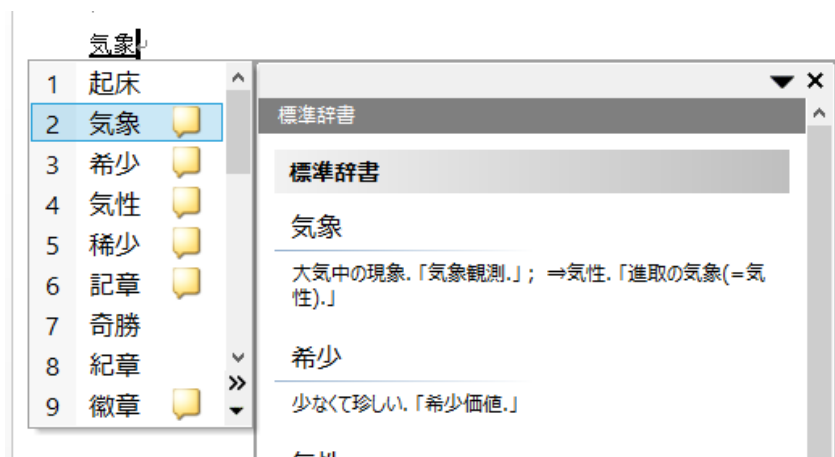 気象
1 起床
2 気象
3 希少
4 気性
5 稀少
6 記章
7 奇勝
8 紀章
9 徽章
標準辞書
標準辞書
気象
大気中の現象.「気象観測.」; ⇒気性.「進取の気象(=気
性).」
希少
少なくて珍しい.「希少価値.」